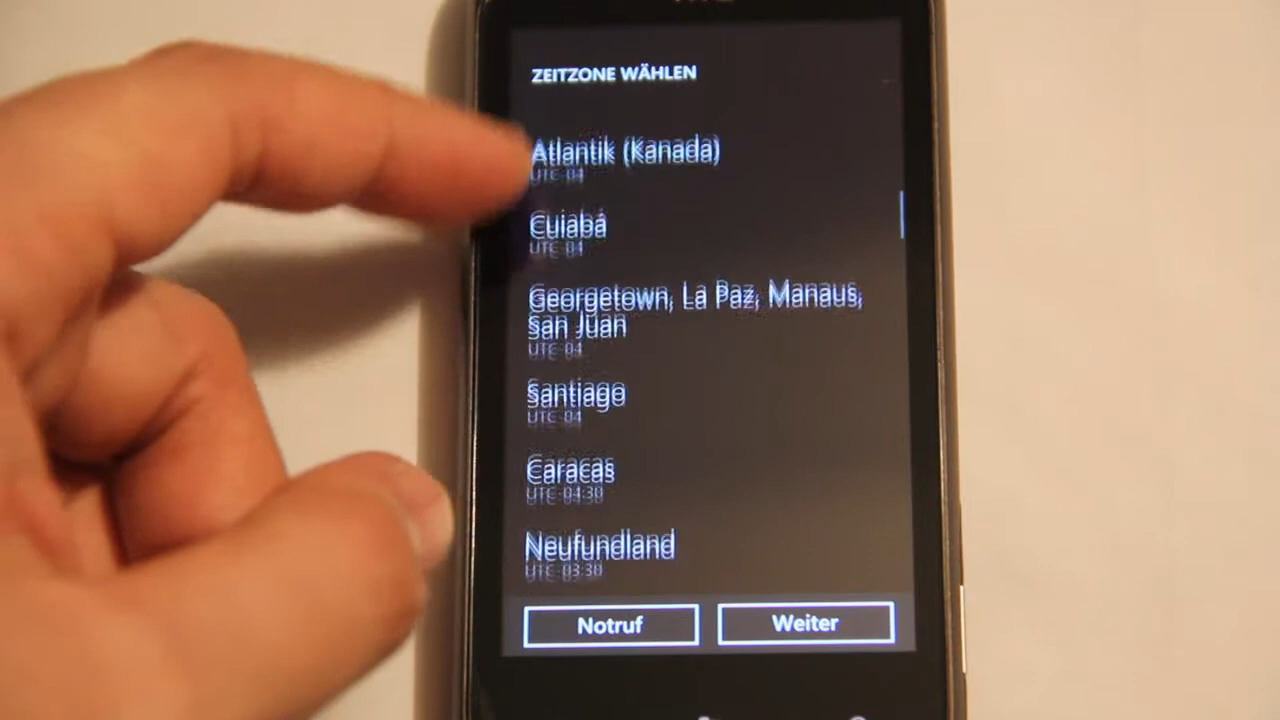 ZEITZONE WÄHLEN
Atlantik (Kanada)
UTC-04
Cuiabá
UTC-04
Georgetown, La Paz, Manaus,
San Juan
UTC-04
Santiago
UTC-04
Caracas
UTC-04:30
Neufundland
UTC-03:30
Notruf
Weiter